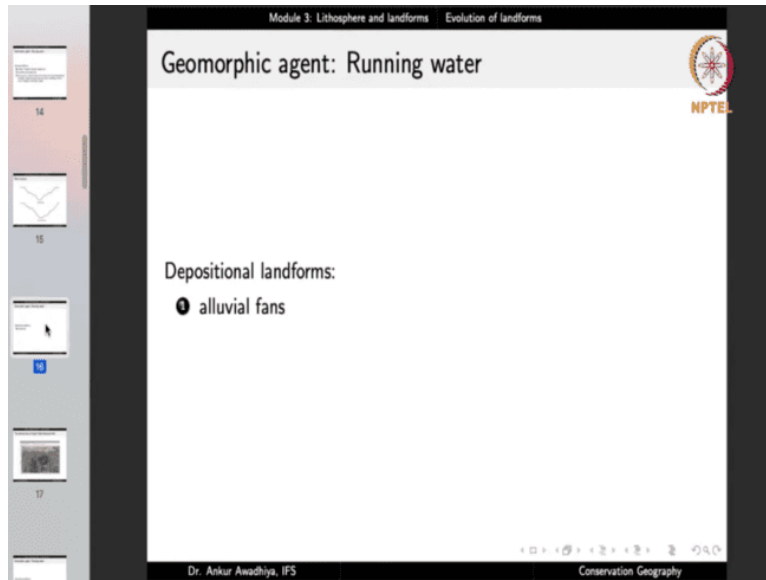 Module 3: Lithosphere and landforms Evolution of landforms
Geomorphic agent: Running water
NPTEL
14
15
16
17
Depositional landforms:
1 alluvial fans
Dr. Ankur Awadhiya, IFS Conservation Geography